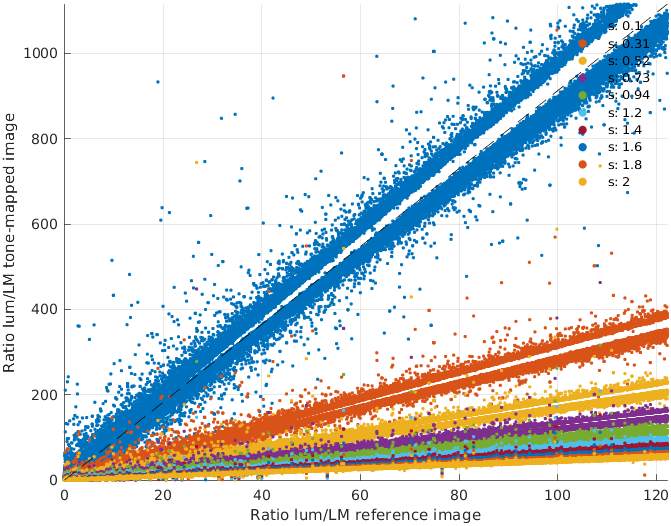 1000
800
600
400
200
0
0
20
40
60
80
100
120
Ratio lum/LM tone-mapped image
Ratio lum/LM reference image
s: 0.1
s: 0.31
s: 0.52
s: 0.73
s: 0.94
s: 1.2
s: 1.4
s: 1.6
s: 1.8
s: 2